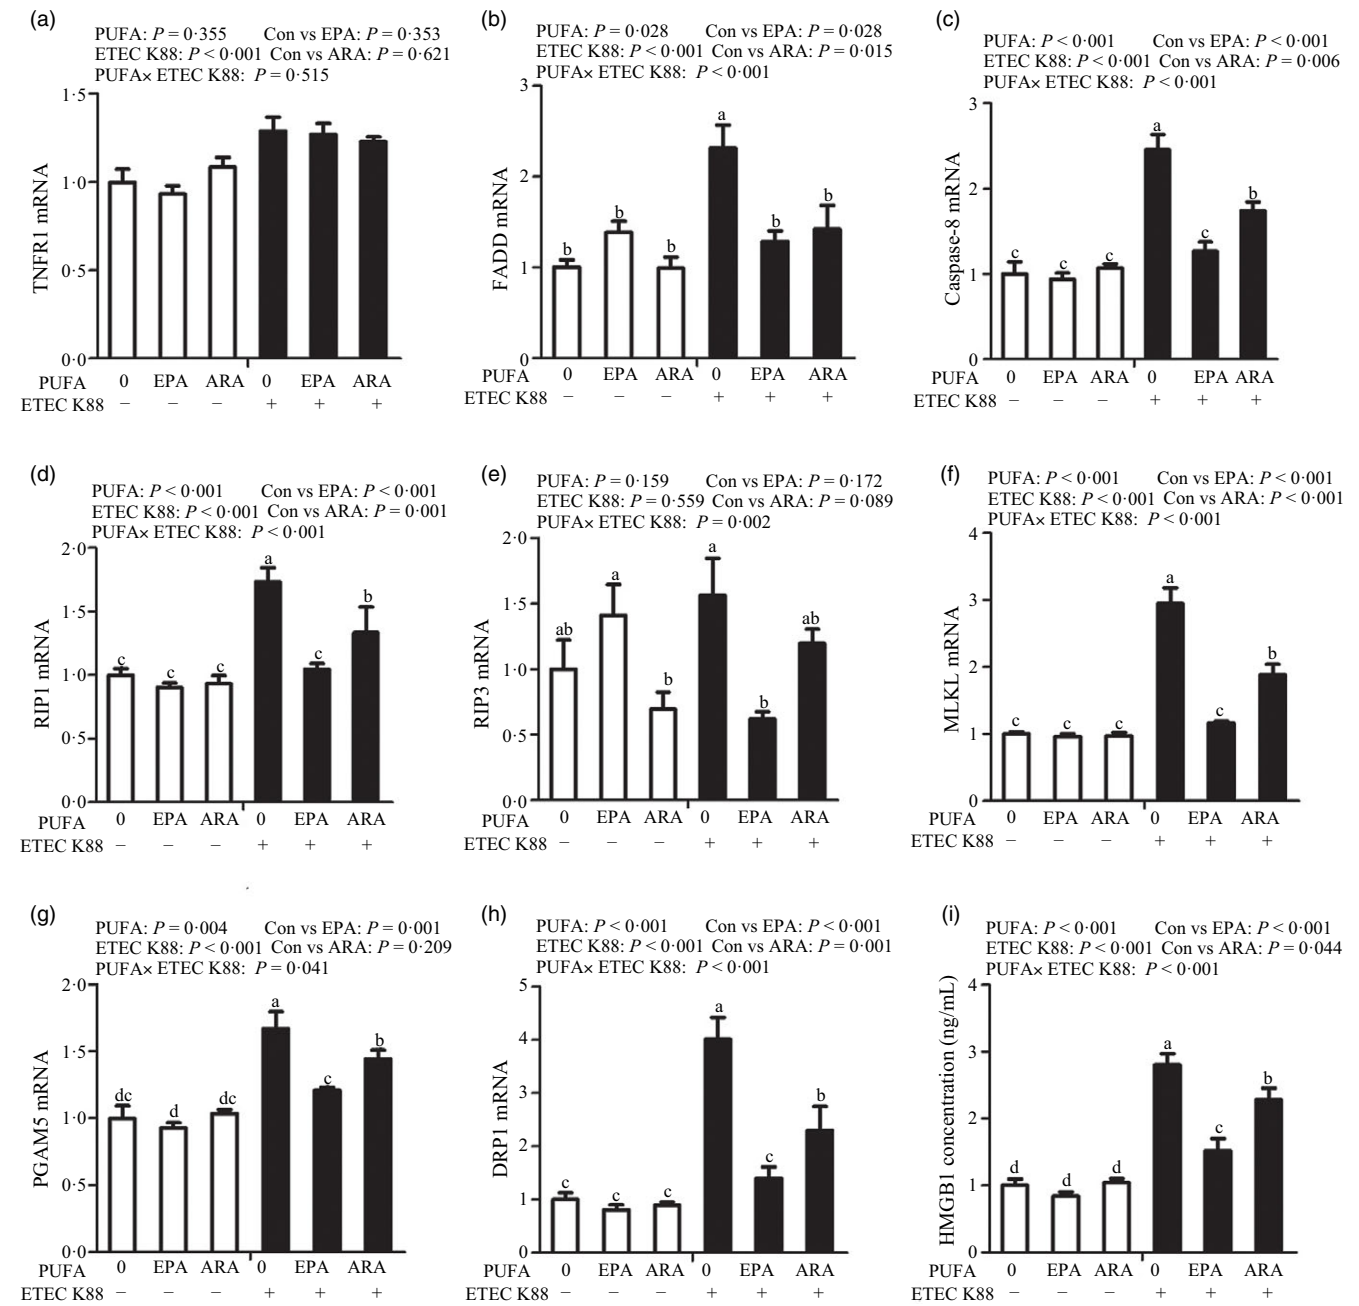 (a)
PUFA: P = 0·355 Con vs EPA: P = 0·353
ETEC K88: P < 0·001 Con vs ARA: P = 0·621
PUFA× ETEC K88: P = 0·515
TNFR1 mRNA
1·5
1·0
0·5
0·0
PUFA 0 EPA ARA 0 EPA ARA
ETEC K88 − − − + + +
(b)
PUFA: P = 0·028 Con vs EPA: P = 0·028
ETEC K88: P < 0·001 Con vs ARA: P = 0·015
PUFA× ETEC K88: P < 0·001
FADD mRNA
3
2
1
0
b b b a b b
PUFA 0 EPA ARA 0 EPA ARA
ETEC K88 − − − + + +
(c)
PUFA: P < 0·001 Con vs EPA: P < 0·001
ETEC K88: P < 0·001 Con vs ARA: P = 0·006
PUFA× ETEC K88: P < 0·001
Caspase-8 mRNA
3
2
1
0
c c c a c b
PUFA 0 EPA ARA 0 EPA ARA
ETEC K88 − − − + + +
(d)
PUFA: P < 0·001 Con vs EPA: P < 0·001
ETEC K88: P < 0·001 Con vs ARA: P = 0·001
PUFA× ETEC K88: P < 0·001
RIP1 mRNA
2·0
1·5
1·0
0·5
0·0
c c c a c b
PUFA 0 EPA ARA 0 EPA ARA
ETEC K88 − − − + + +
(e)
PUFA: P = 0·159 Con vs EPA: P = 0·172
ETEC K88: P = 0·559 Con vs ARA: P = 0·089
PUFA× ETEC K88: P = 0·002
RIP3 mRNA
2·0
1·5
1·0
0·5
0·0
ab a b a b ab
PUFA 0 EPA ARA 0 EPA ARA
ETEC K88 − − − + + +
(f)
PUFA: P < 0·001 Con vs EPA: P < 0·001
ETEC K88: P < 0·001 Con vs ARA: P < 0·001
PUFA× ETEC K88: P < 0·001
MLKL mRNA
4
3
2
1
0
c c c a c b
PUFA 0 EPA ARA 0 EPA ARA
ETEC K88 − − − + + +
(g)
PUFA: P = 0·004 Con vs EPA: P = 0·001
ETEC K88: P < 0·001 Con vs ARA: P = 0·209
PUFA× ETEC K88: P = 0·041
PGAM5 mRNA
2·0
1·5
1·0
0·5
0·0
dc d dc a c b
PUFA 0 EPA ARA 0 EPA ARA
ETEC K88 − − − + + +
(h)
PUFA: P < 0·001 Con vs EPA: P < 0·001
ETEC K88: P < 0·001 Con vs ARA: P = 0·001
PUFA× ETEC K88: P < 0·001
DRP1 mRNA
5
4
3
2
1
0
c c c a c b
PUFA 0 EPA ARA 0 EPA ARA
ETEC K88 − − − + + +
(i)
PUFA: P < 0·001 Con vs EPA: P < 0·001
ETEC K88: P < 0·001 Con vs ARA: P = 0·044
PUFA× ETEC K88: P < 0·001
HMGB1 concentration (ng/mL)
4
3
2
1
0
d d d a c b
PUFA 0 EPA ARA 0 EPA ARA
ETEC K88 − − − + + +